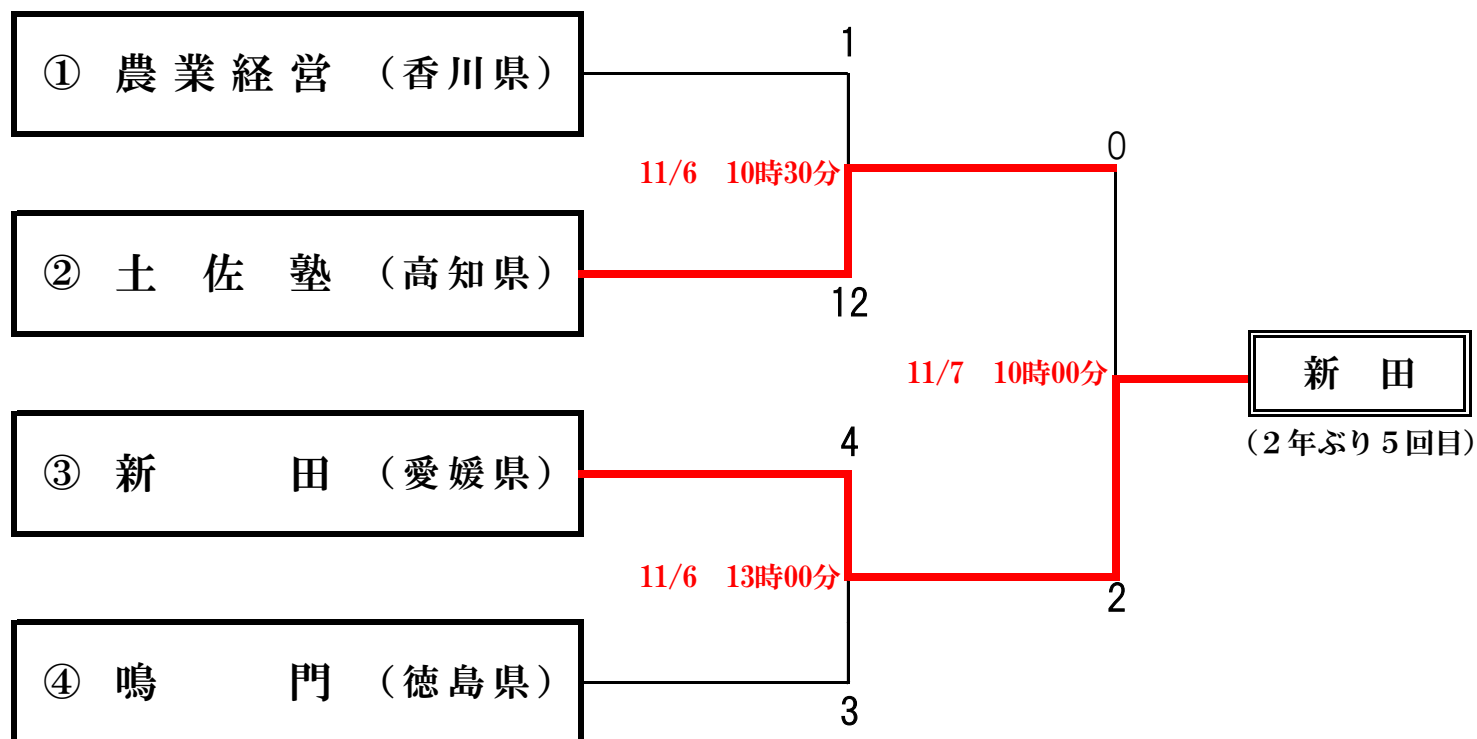 ① 農業経営 （香川県）
1
11/6 10時30分
0
② 土佐塾 （高知県）
12
11/7 10時00分
新田
（２年ぶり５回目）
③ 新田 （愛媛県）
4
11/6 13時00分
2
④ 鳴門 （徳島県）
3